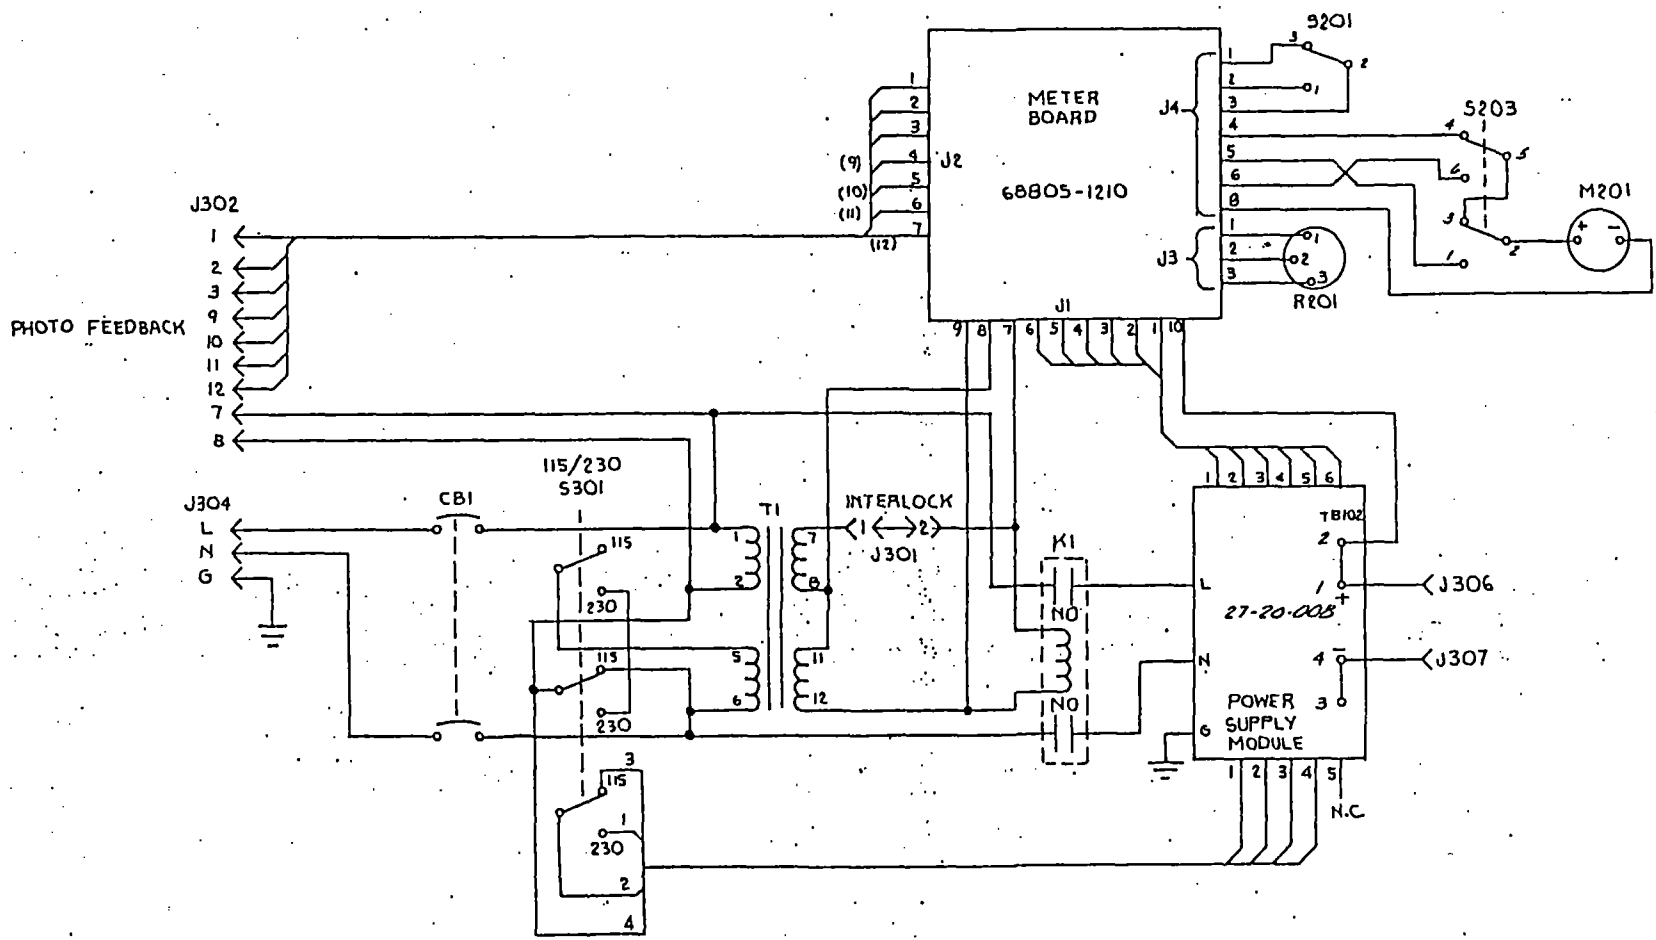 S201
3
2
1
METER
BOARD
68805-1210
J4
1
2
3
4
5
6
8
J2
1
2
3
(9) 4
(10) 5
(11) 6
(12) 7
S203
4
5
6
3
2
1
M201
+ -
J3
1
2
3
1
2
3
R201
J1
9 8 7 6 5 4 3 2 1 10
J302
1
2
3
9
10
11
12
7
8
PHOTO FEEDBACK
115/230
S301
J304
L
N
G
CB1
T1
1
2
5
6
7
8
11
12
INTERLOCK
1 2
J301
115
230
115
230
3
115
1
230
2
4
K1
NO
NO
1 2 3 4 5 6
TB102
2
1
+
L
27-20-00B
N
-
4
3
POWER
SUPPLY
MODULE
G
1 2 3 4 5
N.C
J306
J307